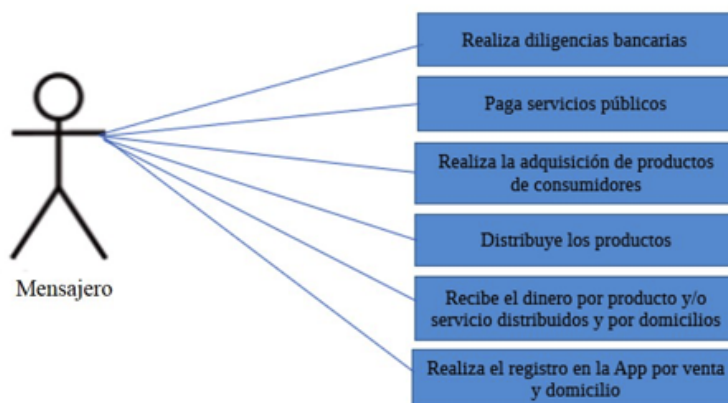 Realiza diligencias bancarias
Paga servicios públicos
Realiza la adquisición de productos
de consumidores
Distribuye los productos
Mensajero
Recibe el dinero por producto y/o
servicio distribuidos y por domicilios
Realiza el registro en la App por venta
y domicilio